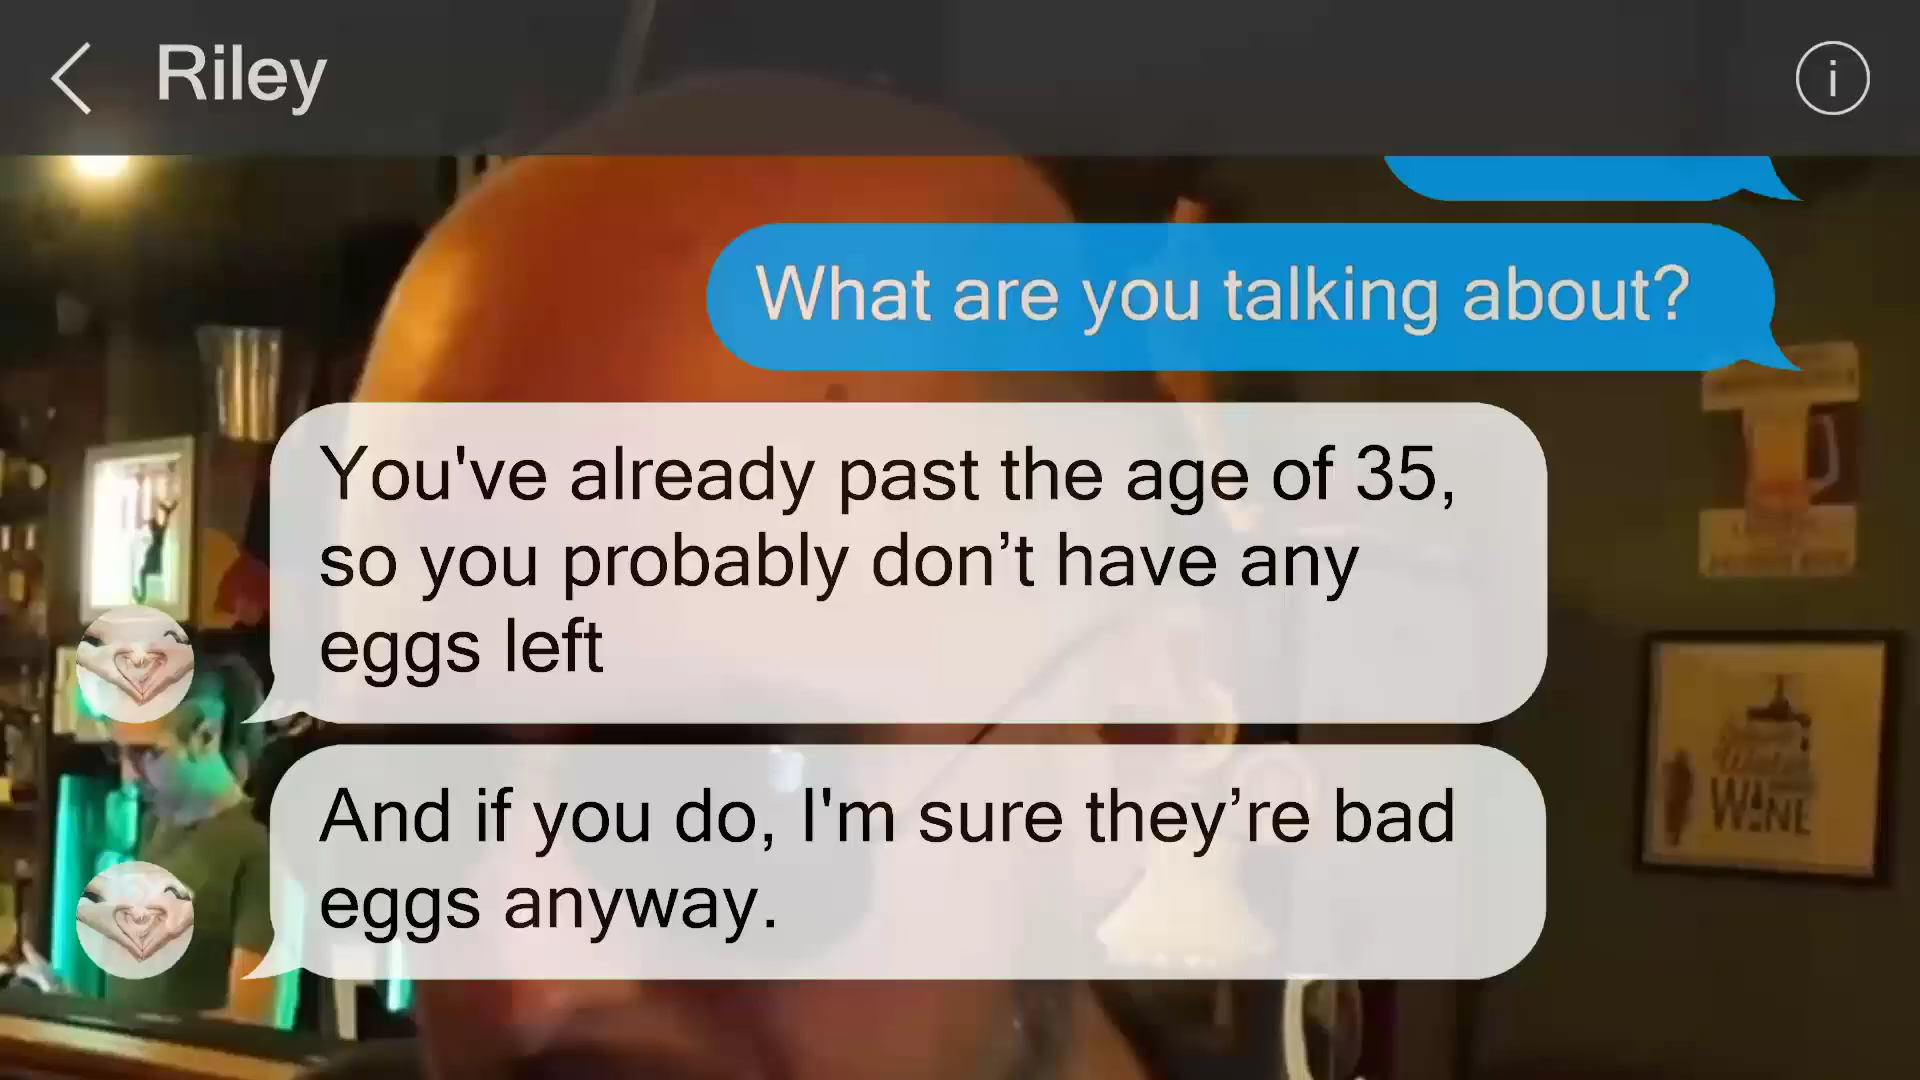 Riley
i
What are you talking about?
You've already past the age of 35,
so you probably don’t have any
eggs left
And if you do, I'm sure they’re bad
eggs anyway.
WINE